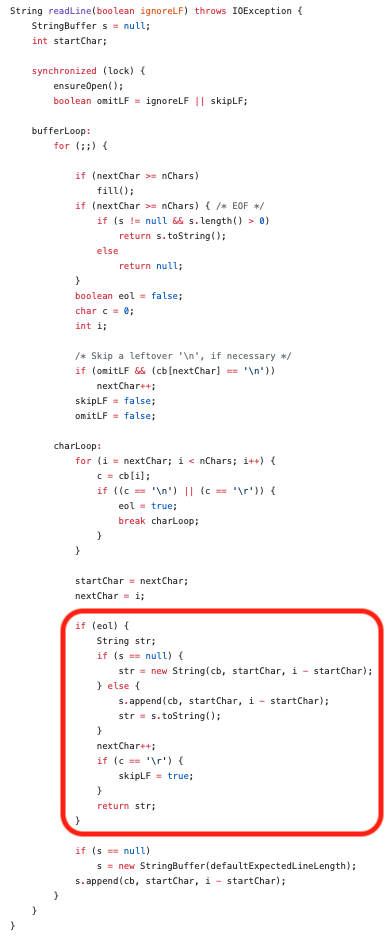 String readLine(boolean ignoreLF) throws IOException {
    StringBuffer s = null;
    int startChar;

    synchronized (lock) {
        ensureOpen();
        boolean omitLF = ignoreLF || skipLF;

    bufferLoop:
        for (;;) {

            if (nextChar >= nChars)
                fill();
            if (nextChar >= nChars) { /* EOF */
                if (s != null && s.length() > 0)
                    return s.toString();
                else
                    return null;
            }
            boolean eol = false;
            char c = 0;
            int i;

            /* Skip a leftover '\n', if necessary */
            if (omitLF && (cb[nextChar] == '\n'))
                nextChar++;
            skipLF = false;
            omitLF = false;

        charLoop:
            for (i = nextChar; i < nChars; i++) {
                c = cb[i];
                if ((c == '\n') || (c == '\r')) {
                    eol = true;
                    break charLoop;
                }
            }

            startChar = nextChar;
            nextChar = i;

            if (eol) {
                String str;
                if (s == null) {
                    str = new String(cb, startChar, i - startChar);
                } else {
                    s.append(cb, startChar, i - startChar);
                    str = s.toString();
                }
                nextChar++;
                if (c == '\r') {
                    skipLF = true;
                }
                return str;
            }

            if (s == null)
                s = new StringBuffer(defaultExpectedLineLength);
            s.append(cb, startChar, i - startChar);
        }
    }
}